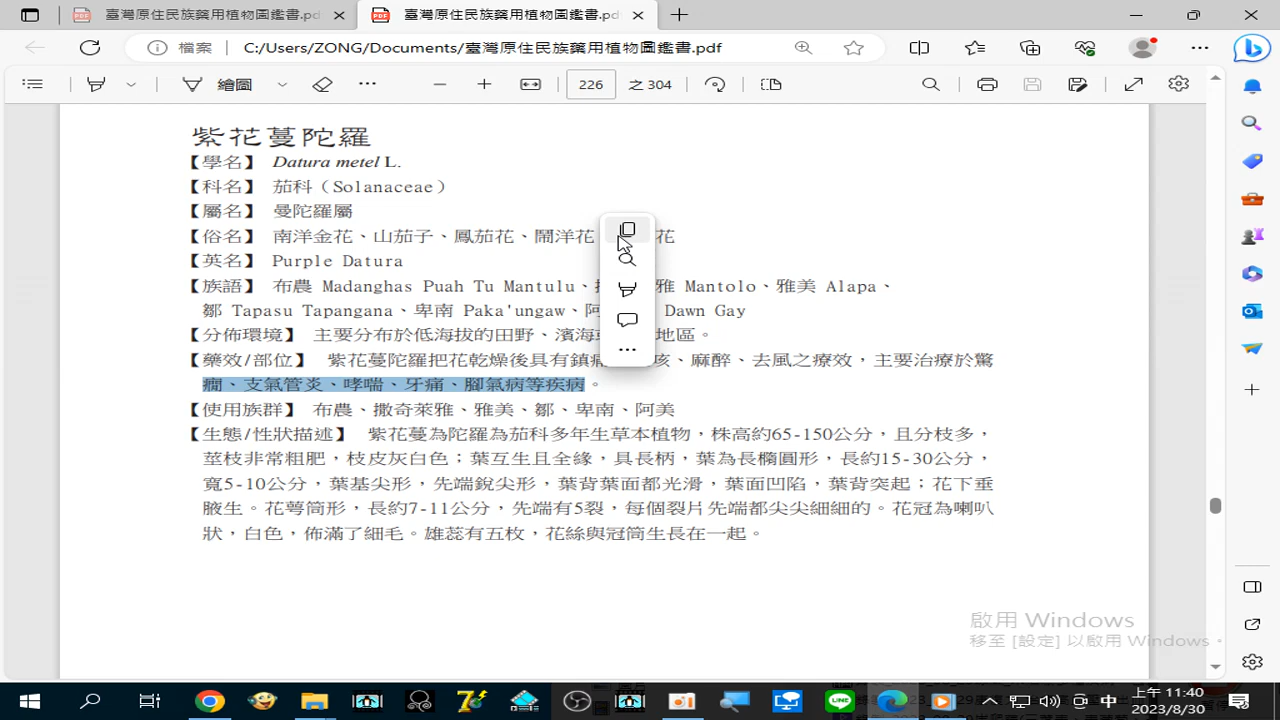 臺灣原住民族藥用植物圖鑑書.pd
臺灣原住民族藥用植物圖鑑書.pd
檔案
C:/Users/ZONG/Documents/臺灣原住民族藥用植物圖鑑書.pdf
繪圖
226 之 304
紫花蔓陀羅
【學名】 Datura metel L.
【科名】 茄科（Solanaceae）
【屬名】 曼陀羅屬
【俗名】 南洋金花、山茄子、鳳茄花、鬧洋花 花
【英名】 Purple Datura
【族語】 布農 Madanghas Puah Tu Mantulu、 雅 Mantolo、雅美 Alapa、
鄒 Tapasu Tapangana、卑南 Paka'ungaw、阿 Dawn Gay
【分佈環境】 主要分布於低海拔的田野、濱海 地區。
【藥效/部位】 紫花蔓陀羅把花乾燥後具有鎮 咳、麻醉、去風之療效，主要治療於驚
癇、支氣管炎、哮喘、牙痛、腳氣病等疾病。
【使用族群】 布農、撒奇萊雅、雅美、鄒、卑南、阿美
【生態/性狀描述】 紫花蔓為陀羅為茄科多年生草本植物，株高約65-150公分，且分枝多，
莖枝非常粗肥，枝皮灰白色；葉互生且全緣，具長柄，葉為長橢圓形，長約15-30公分，
寬5-10公分，葉基尖形，先端銳尖形，葉背葉面都光滑，葉面凹陷，葉背突起；花下垂
腋生。花萼筒形，長約7-11公分，先端有5裂，每個裂片先端都尖尖細細的。花冠為喇叭
狀，白色，佈滿了細毛。雄蕊有五枚，花絲與冠筒生長在一起。
啟用 Windows
移至 [設定] 以啟用 Windows。
中
上午 11:40
2023/8/30